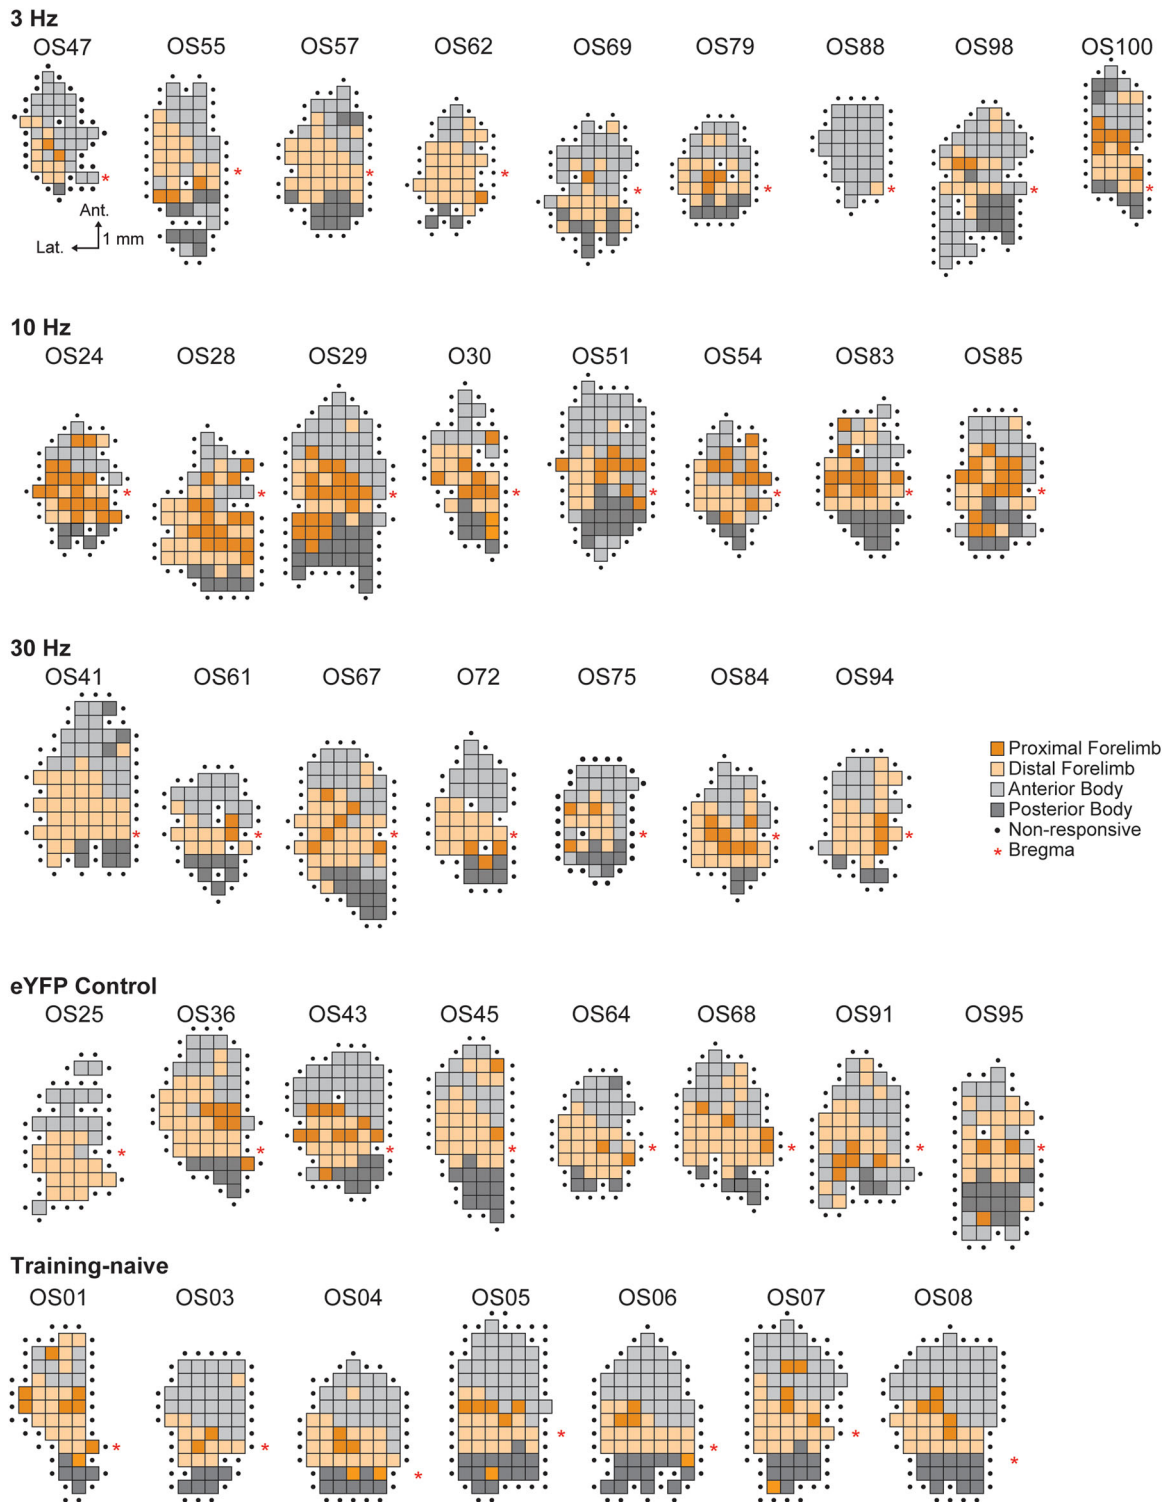 3 Hz
OS47 OS55 OS57 OS62 OS69 OS79 OS88 OS98 OS100
Ant.
Lat. 1 mm
10 Hz
OS24 OS28 OS29 O30 OS51 OS54 OS83 OS85
30 Hz
OS41 OS61 OS67 O72 OS75 OS84 OS94
Proximal Forelimb
Distal Forelimb
Anterior Body
Posterior Body
Non-responsive
* Bregma
eYFP Control
OS25 OS36 OS43 OS45 OS64 OS68 OS91 OS95
Training-naive
OS01 OS03 OS04 OS05 OS06 OS07 OS08